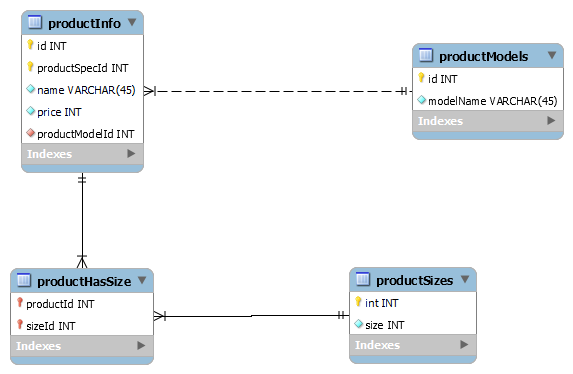 productInfo
id INT
productSpecId INT
name VARCHAR(45)
price INT
productModelId INT
Indexes
productModels
id INT
modelName VARCHAR(45)
Indexes
productHasSize
productId INT
sizeId INT
Indexes
productSizes
int INT
size INT
Indexes